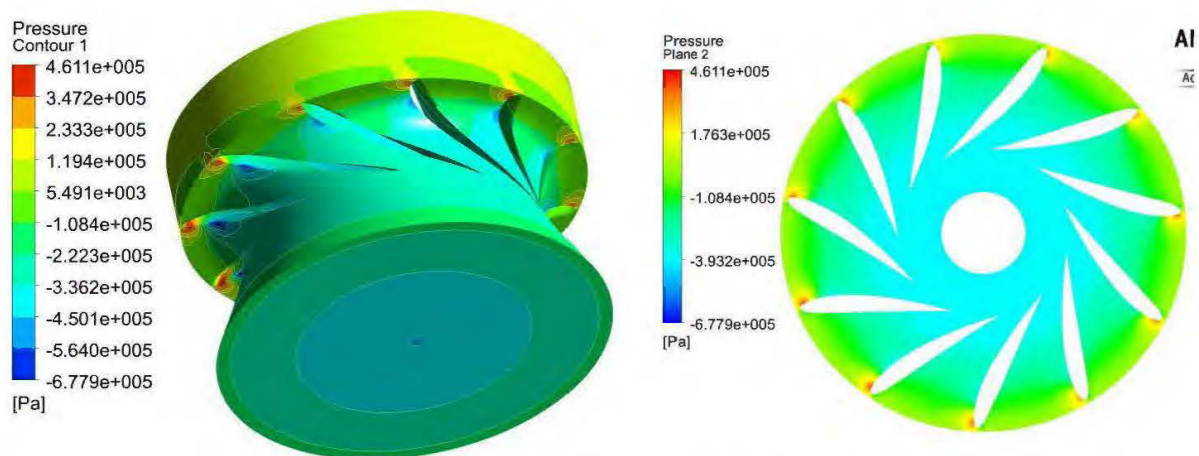 Pressure
Contour 1
4.611e+005
3.472e+005
2.333e+005
1.194e+005
5.491e+003
-1.084e+005
-2.223e+005
-3.362e+005
-4.501e+005
-5.640e+005
-6.779e+005
[Pa]
Pressure
Plane 2
4.611e+005
1.763e+005
-1.084e+005
-3.932e+005
-6.779e+005
[Pa]